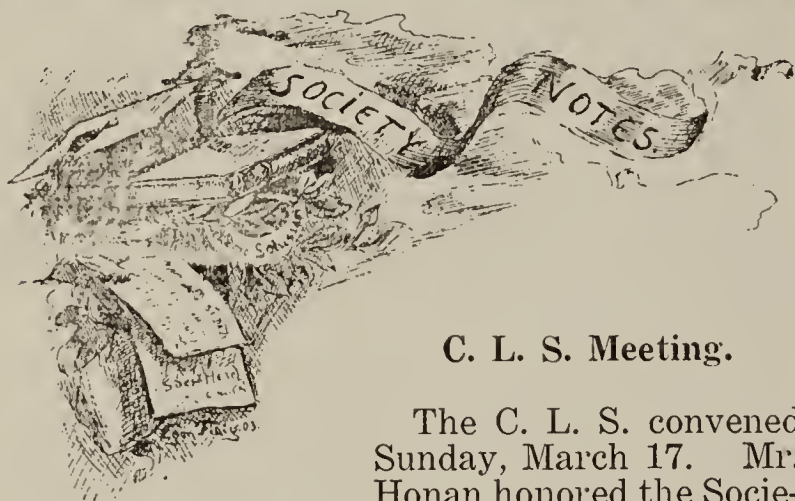 SOCIETY NOTES
C. L. S. Meeting.
The C. L. S. convened
Sunday, March 17. Mr.
Honan honored the Socie-